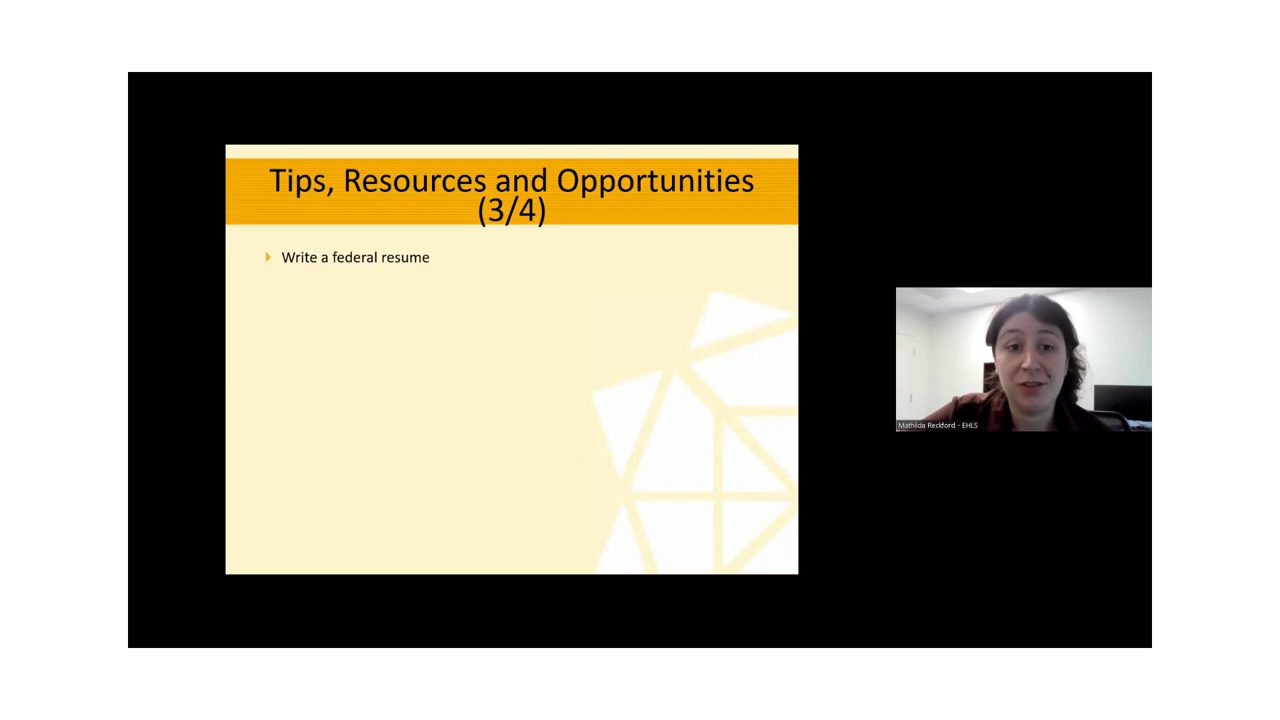 Tips, Resources and Opportunities
(3/4)
Write a federal resume
Mathilda Reckford - EHLS